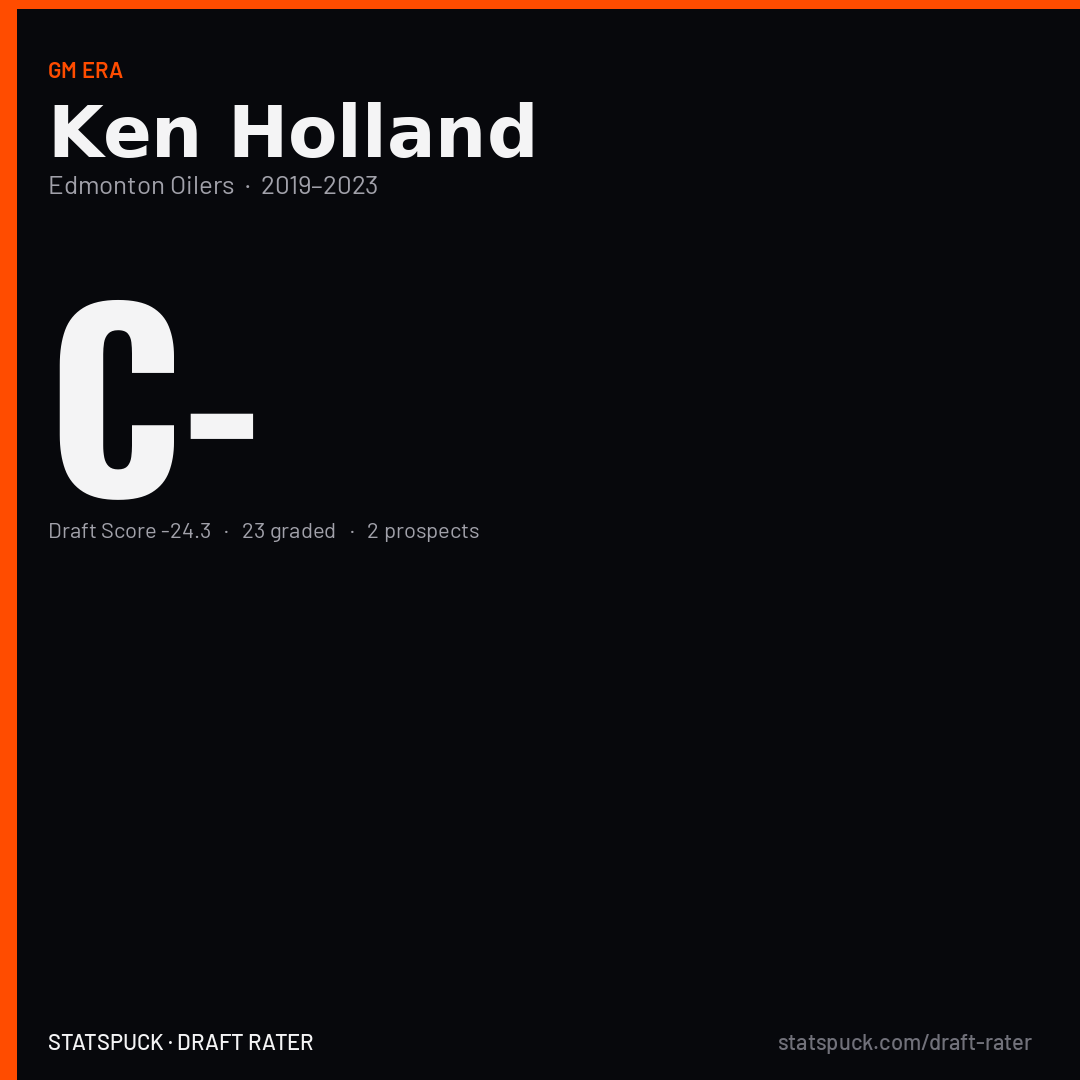 GM ERA
Ken Holland
Edmonton Oilers · 2019–2023
C-
Draft Score -24.3 · 23 graded · 2 prospects
STATSPUCK · DRAFT RATER
statspuck.com/draft-rater